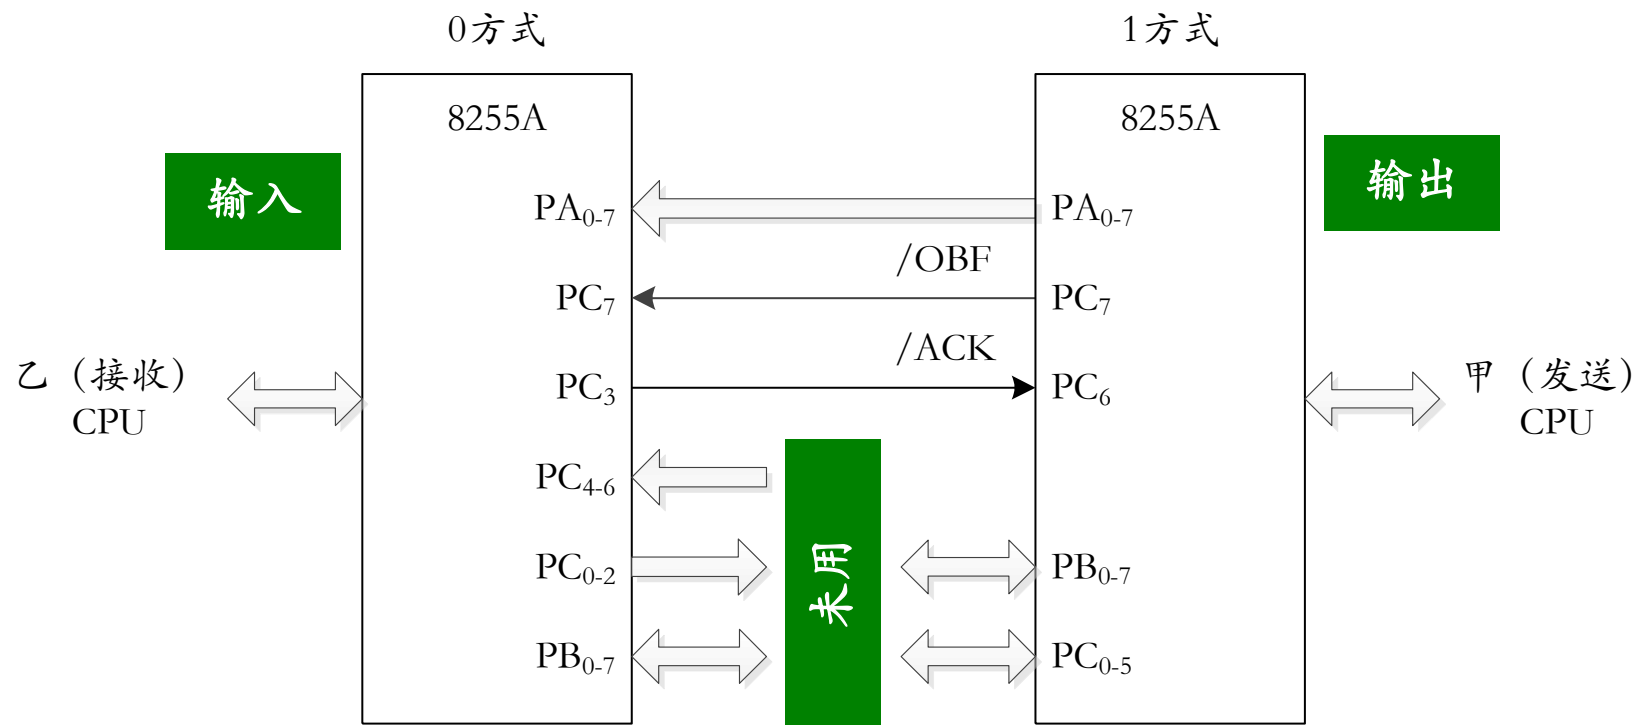 0方式
1方式
8255A
8255A
输入
输出
PA0-7
PA0-7
/OBF
PC7
PC7
/ACK
乙（接收）
CPU
PC3
PC6
甲（发送）
CPU
PC4-6
未用
PC0-2
PB0-7
PB0-7
PC0-5